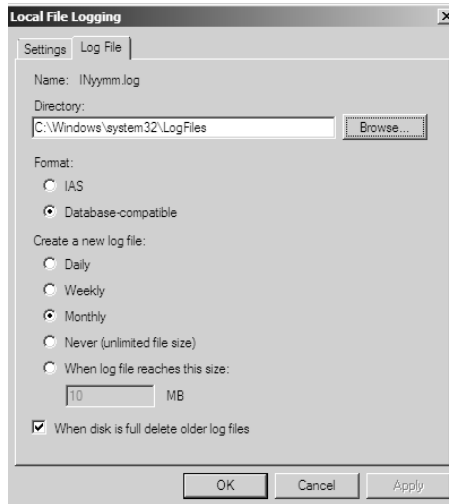 Local File Logging
Settings Log File
Name: INyymm.log
Directory:
C:\Windows\system32\LogFiles Browse...
Format:
IAS
Database-compatible
Create a new log file:
Daily
Weekly
Monthly
Never (unlimited file size)
When log file reaches this size:
10 MB
When disk is full delete older log files
OK Cancel Apply